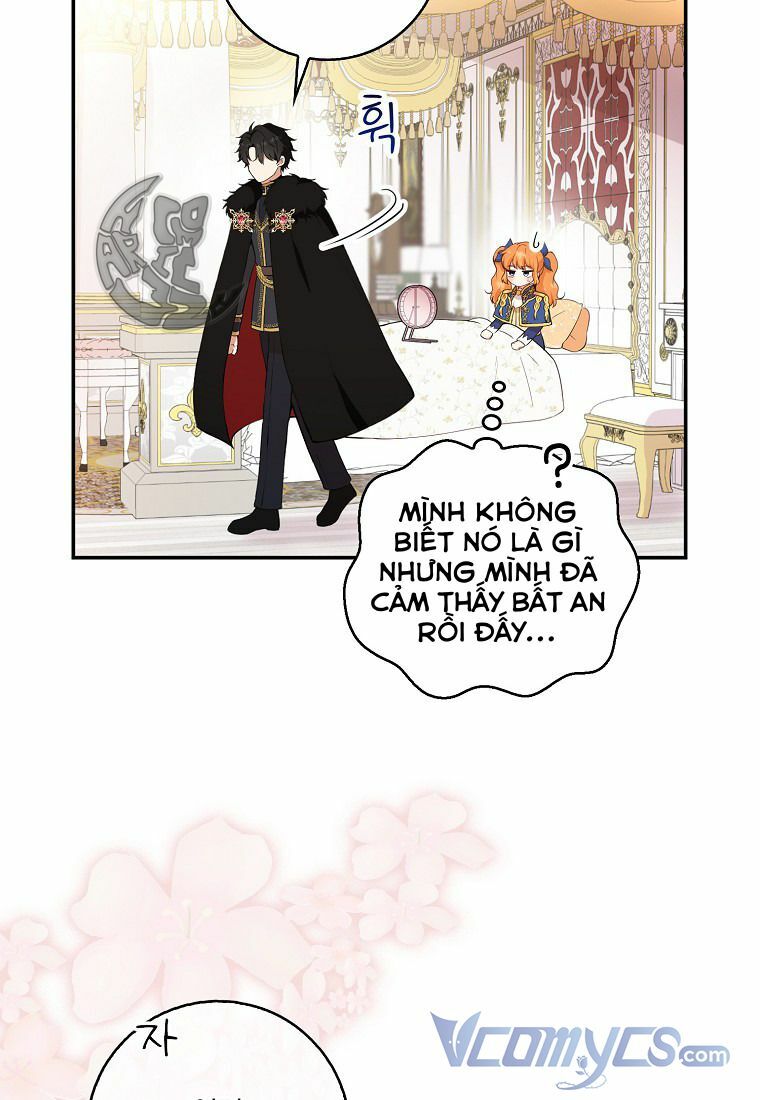 휙
?
MÌNH KHÔNG
BIẾT NÓ LÀ GÌ
NHƯNG MÌNH ĐÃ
CẢM THẤY BẤT AN
RỒI ĐẤY...
자
Vcomycs.com